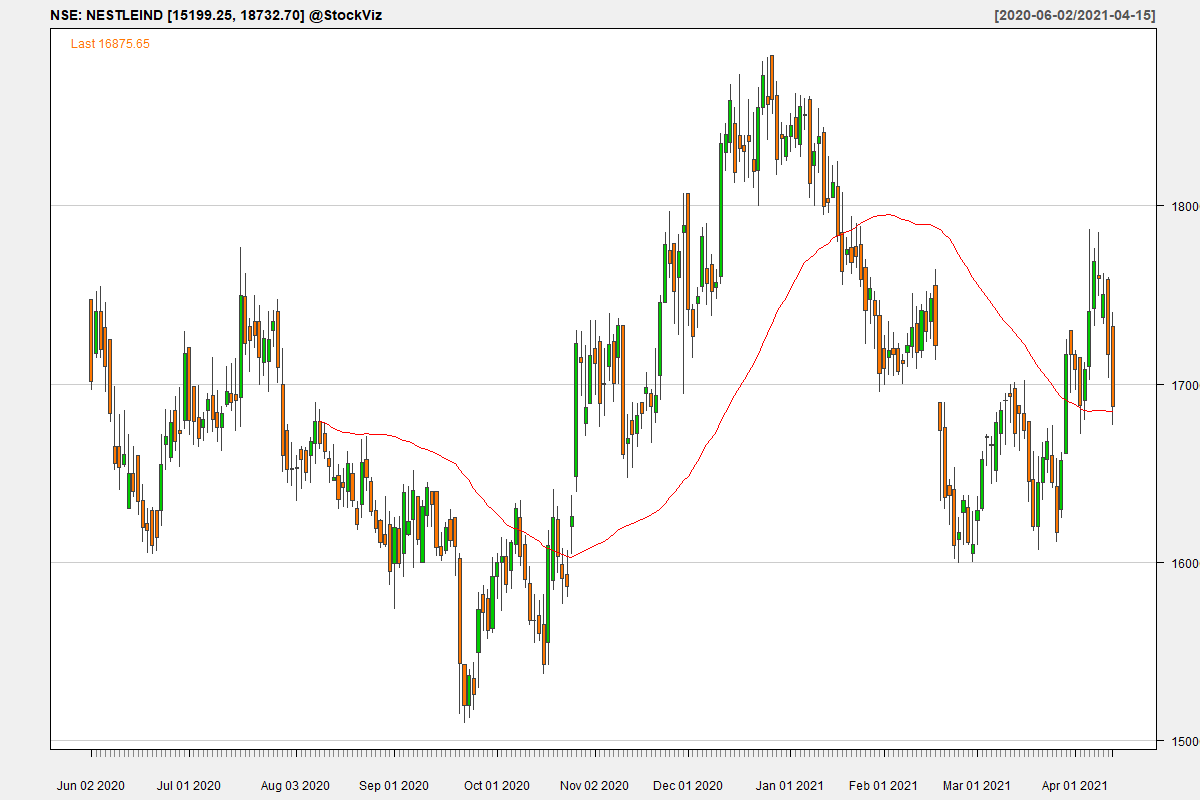 NSE: NESTLEIND [15199.25, 18732.70] @StockViz [2020-06-02/2021-04-15]
Last 16875.65
1800
1700
1600
1500
Jun 02 2020 Jul 01 2020 Aug 03 2020 Sep 01 2020 Oct 01 2020 Nov 02 2020 Dec 01 2020 Jan 01 2021 Feb 01 2021 Mar 01 2021 Apr 01 2021